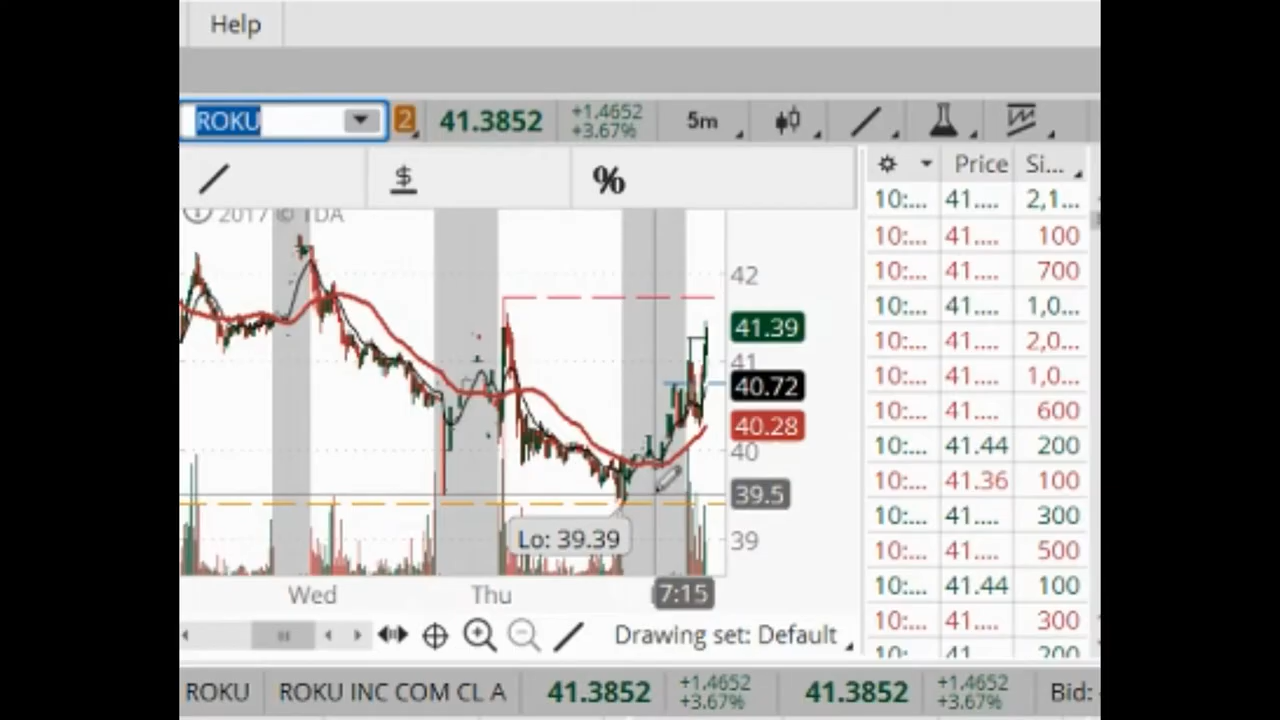 Help
ROKU 2 41.3852 +1.4652 +3.67% 5m
$ %
Price Si...
2017 © TDA
42
41.39
41
40.72
40.28
40
39.5
Lo: 39.39
39
Wed Thu 7:15
10:... 41.... 2,1...
10:... 41.... 100
10:... 41.... 700
10:... 41.... 1,0...
10:... 41.... 2,0...
10:... 41.... 1,0...
10:... 41.... 600
10:... 41.44 200
10:... 41.36 100
10:... 41.... 300
10:... 41.... 500
10:... 41.44 100
10:... 41.... 300
10:... 41.... 200
Drawing set: Default
ROKU ROKU INC COM CL A 41.3852 +1.4652 +3.67% 41.3852 +1.4652 +3.67% Bid: